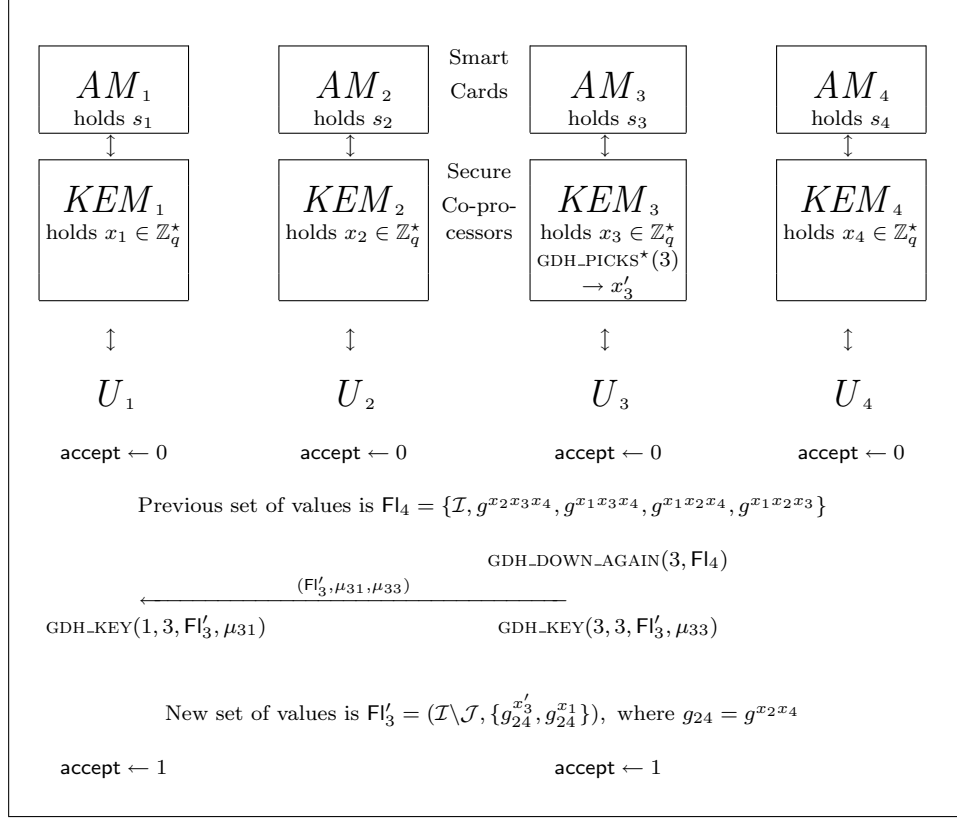 AM₁ AM₂ Smart AM₃ AM₄
holds s₁ holds s₂ Cards holds s₃ holds s₄
↕ ↕ ↕ ↕
KEM₁ KEM₂ Secure KEM₃ KEM₄
holds x₁ ∈ ℤ_q^⋆ holds x₂ ∈ ℤ_q^⋆ Co-pro- holds x₃ ∈ ℤ_q^⋆ holds x₄ ∈ ℤ_q^⋆
cessors GDH_PICKS^⋆(3)
→ x′₃
↕ ↕ ↕ ↕
U₁ U₂ U₃ U₄
accept ← 0 accept ← 0 accept ← 0 accept ← 0
Previous set of values is Fl₄ = {ℐ, g^{x₂x₃x₄}, g^{x₁x₃x₄}, g^{x₁x₂x₄}, g^{x₁x₂x₃}}
GDH_DOWN_AGAIN(3, Fl₄)
(Fl′₃,μ₃₁,μ₃₃)
←
GDH_KEY(1, 3, Fl′₃, μ₃₁) GDH_KEY(3, 3, Fl′₃, μ₃₃)
New set of values is Fl′₃ = (ℐ\𝒥, {g₂₄^{x′₃}, g₂₄^{x₁}}), where g₂₄ = g^{x₂x₄}
accept ← 1 accept ← 1